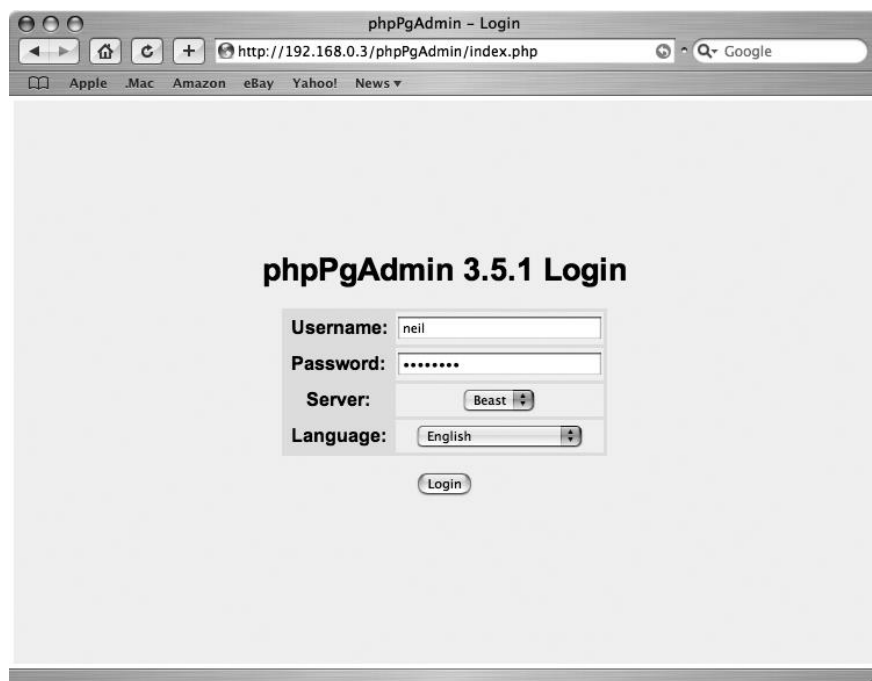 phpPgAdmin – Login
http://192.168.0.3/phpPgAdmin/index.php
Google
Apple .Mac Amazon eBay Yahoo! News
phpPgAdmin 3.5.1 Login
Username: neil
Password: ••••••••
Server: Beast
Language: English
Login